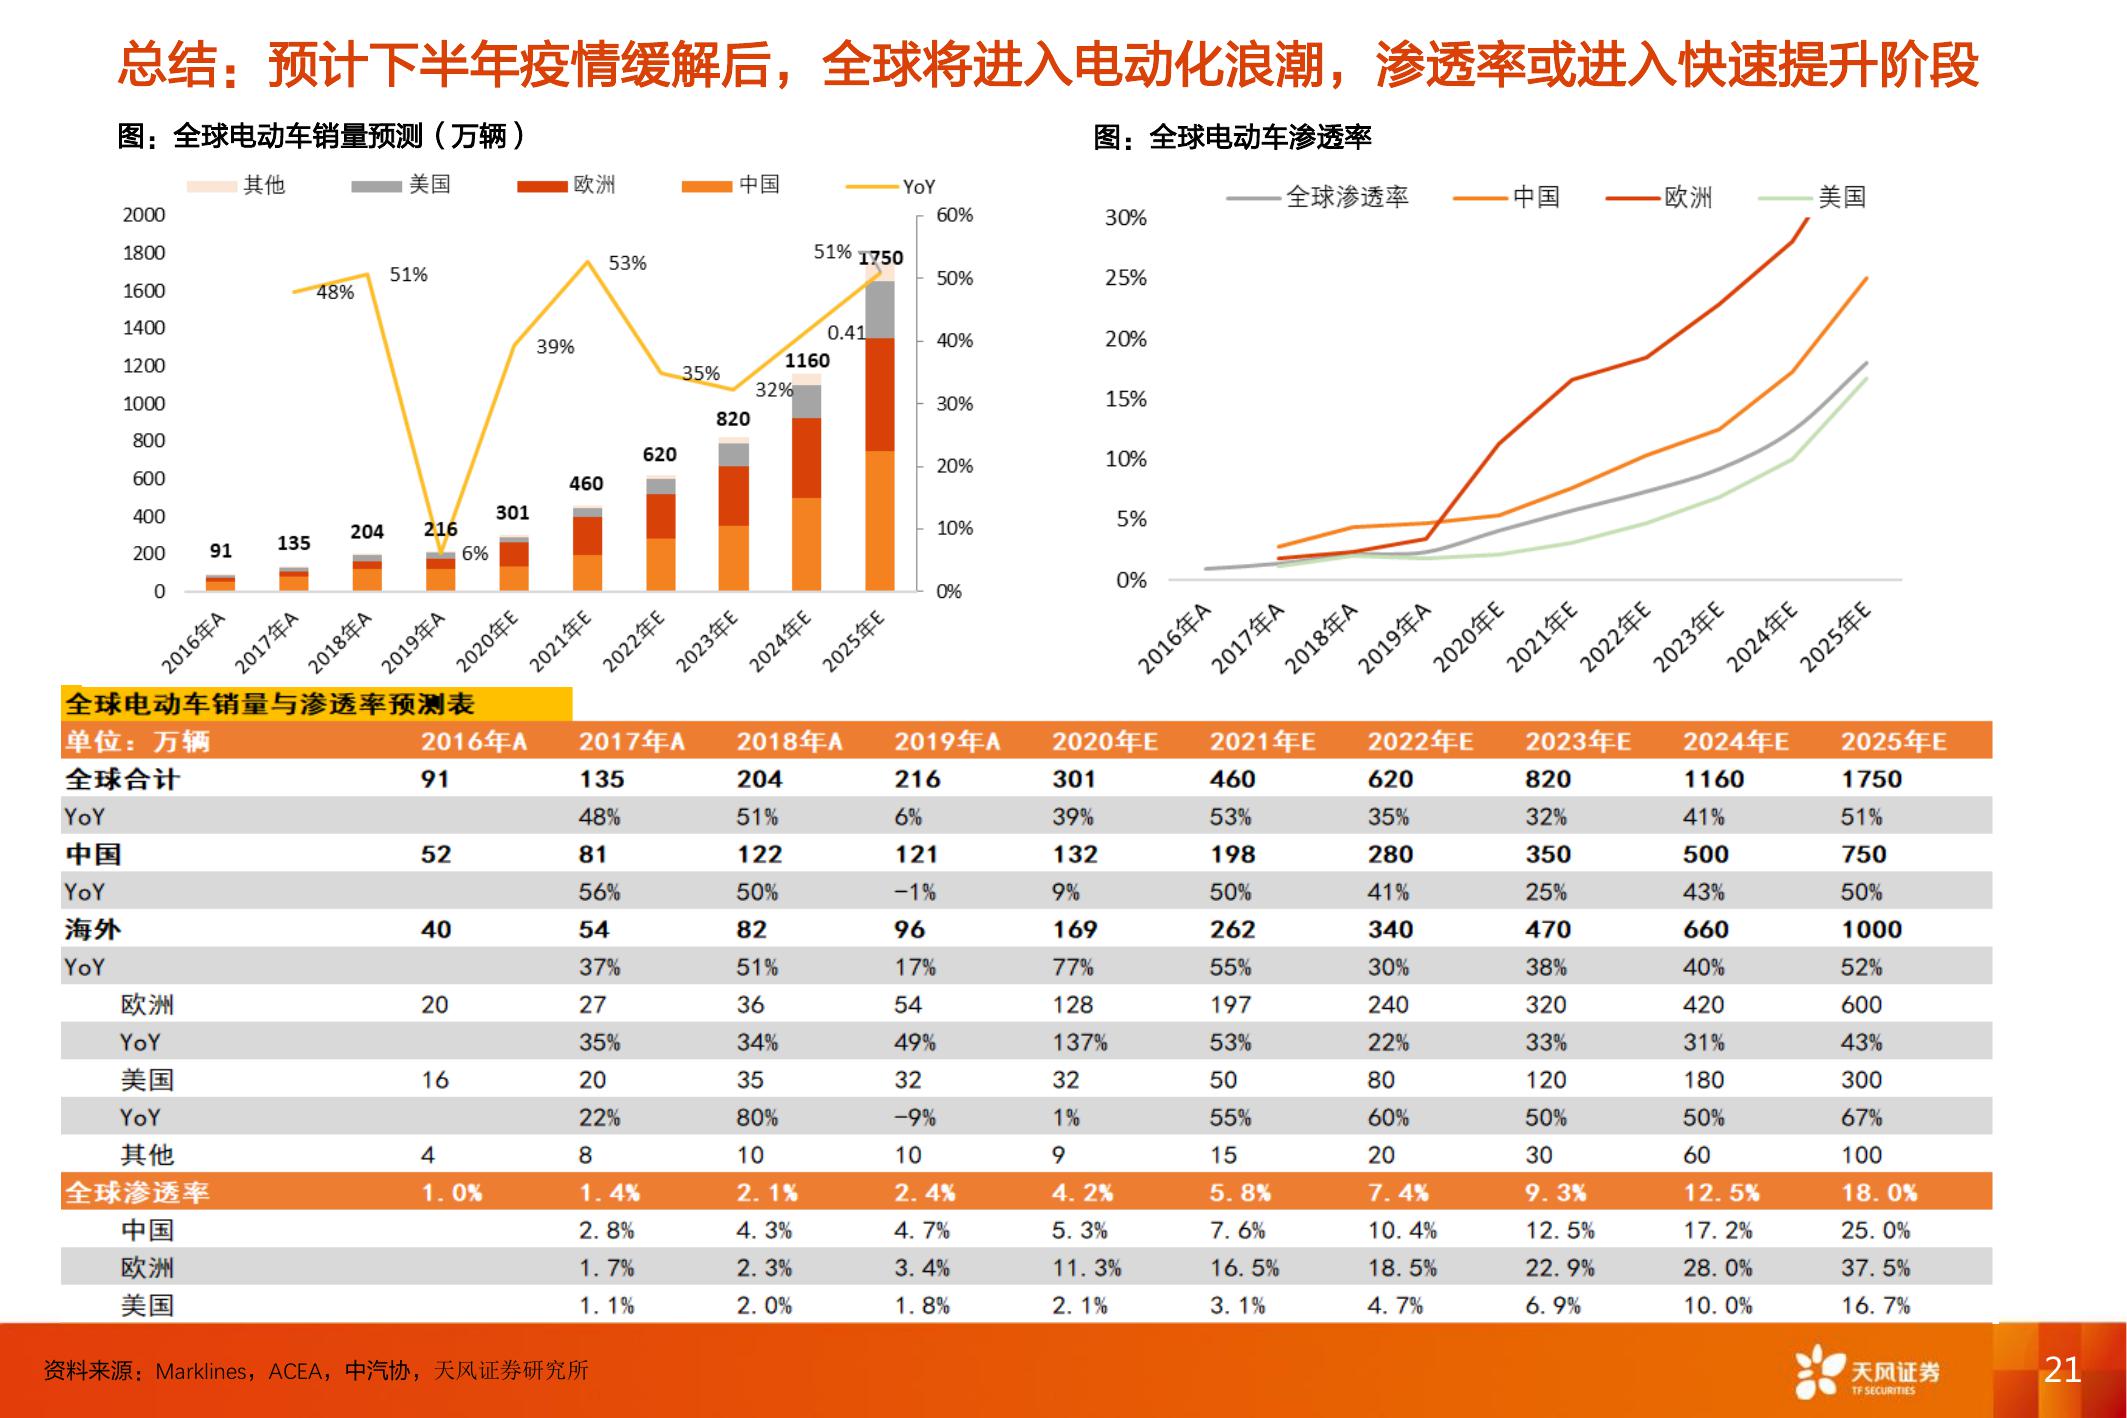 总结：预计下半年疫情缓解后，全球将进入电动化浪潮，渗透率或进入快速提升阶段
图：全球电动车销量预测（万辆）
其他 美国 欧洲 中国 YoY
2000
1800
1600
1400
1200
1000
800
600
400
200
0
60%
50%
40%
30%
20%
10%
0%
48%
51%
6%
39%
53%
35%
32%
0.41
51%
91
135
204
216
301
460
620
820
1160
1750
2016年A 2017年A 2018年A 2019年A 2020年E 2021年E 2022年E 2023年E 2024年E 2025年E
图：全球电动车渗透率
全球渗透率 中国 欧洲 美国
30%
25%
20%
15%
10%
5%
0%
2016年A 2017年A 2018年A 2019年A 2020年E 2021年E 2022年E 2023年E 2024年E 2025年E
全球电动车销量与渗透率预测表
单位：万辆 2016年A 2017年A 2018年A 2019年A 2020年E 2021年E 2022年E 2023年E 2024年E 2025年E
全球合计 91 135 204 216 301 460 620 820 1160 1750
YoY 48% 51% 6% 39% 53% 35% 32% 41% 51%
中国 52 81 122 121 132 198 280 350 500 750
YoY 56% 50% -1% 9% 50% 41% 25% 43% 50%
海外 40 54 82 96 169 262 340 470 660 1000
YoY 37% 51% 17% 77% 55% 30% 38% 40% 52%
欧洲 20 27 36 54 128 197 240 320 420 600
YoY 35% 34% 49% 137% 53% 22% 33% 31% 43%
美国 16 20 35 32 32 50 80 120 180 300
YoY 22% 80% -9% 1% 55% 60% 50% 50% 67%
其他 4 8 10 10 9 15 20 30 60 100
全球渗透率 1.0% 1.4% 2.1% 2.4% 4.2% 5.8% 7.4% 9.3% 12.5% 18.0%
中国 2.8% 4.3% 4.7% 5.3% 7.6% 10.4% 12.5% 17.2% 25.0%
欧洲 1.7% 2.3% 3.4% 11.3% 16.5% 18.5% 22.9% 28.0% 37.5%
美国 1.1% 2.0% 1.8% 2.1% 3.1% 4.7% 6.9% 10.0% 16.7%
资料来源：Marklines，ACEA，中汽协，天风证券研究所
天风证券
TF SECURITIES
21